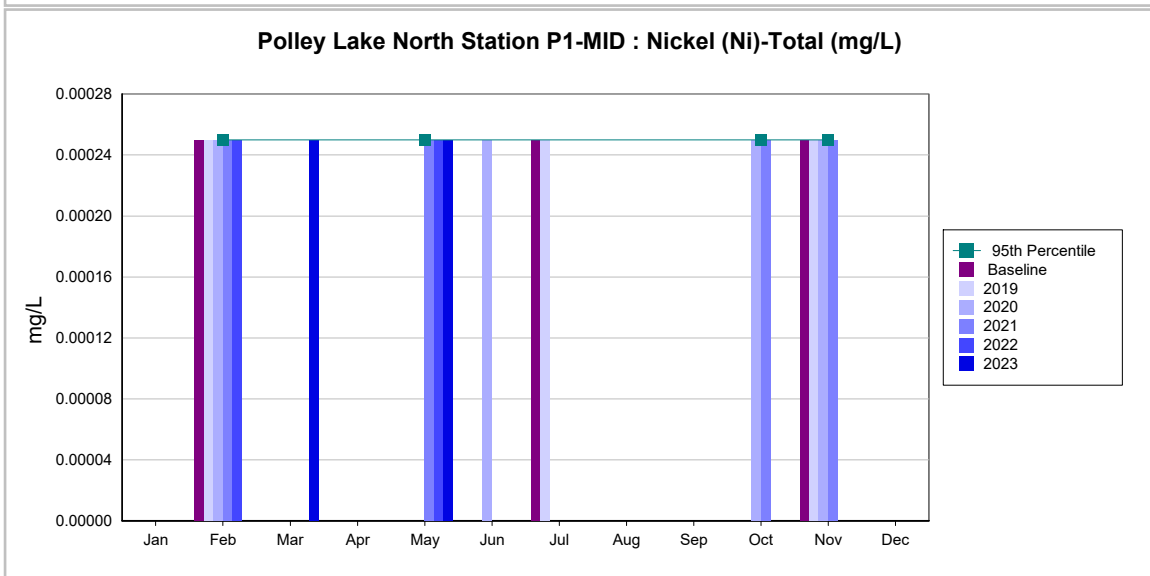 Polley Lake North Station P1-MID : Nickel (Ni)-Total (mg/L)
0.00028
0.00024
0.00020
0.00016
0.00012
0.00008
0.00004
0.00000
mg/L
Jan Feb Mar Apr May Jun Jul Aug Sep Oct Nov Dec
95th Percentile
Baseline
2019
2020
2021
2022
2023